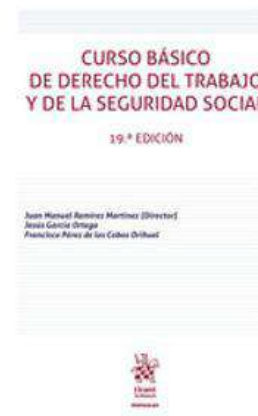 CURSO BÁSICO
DE DERECHO DEL TRABAJO
Y DE LA SEGURIDAD SOCIAL
19.ª EDICIÓN
Juan Manuel Ramírez Martínez (Director)
Jesús García Ortega
Francisco Pérez de los Cobos Orihuel
tirant